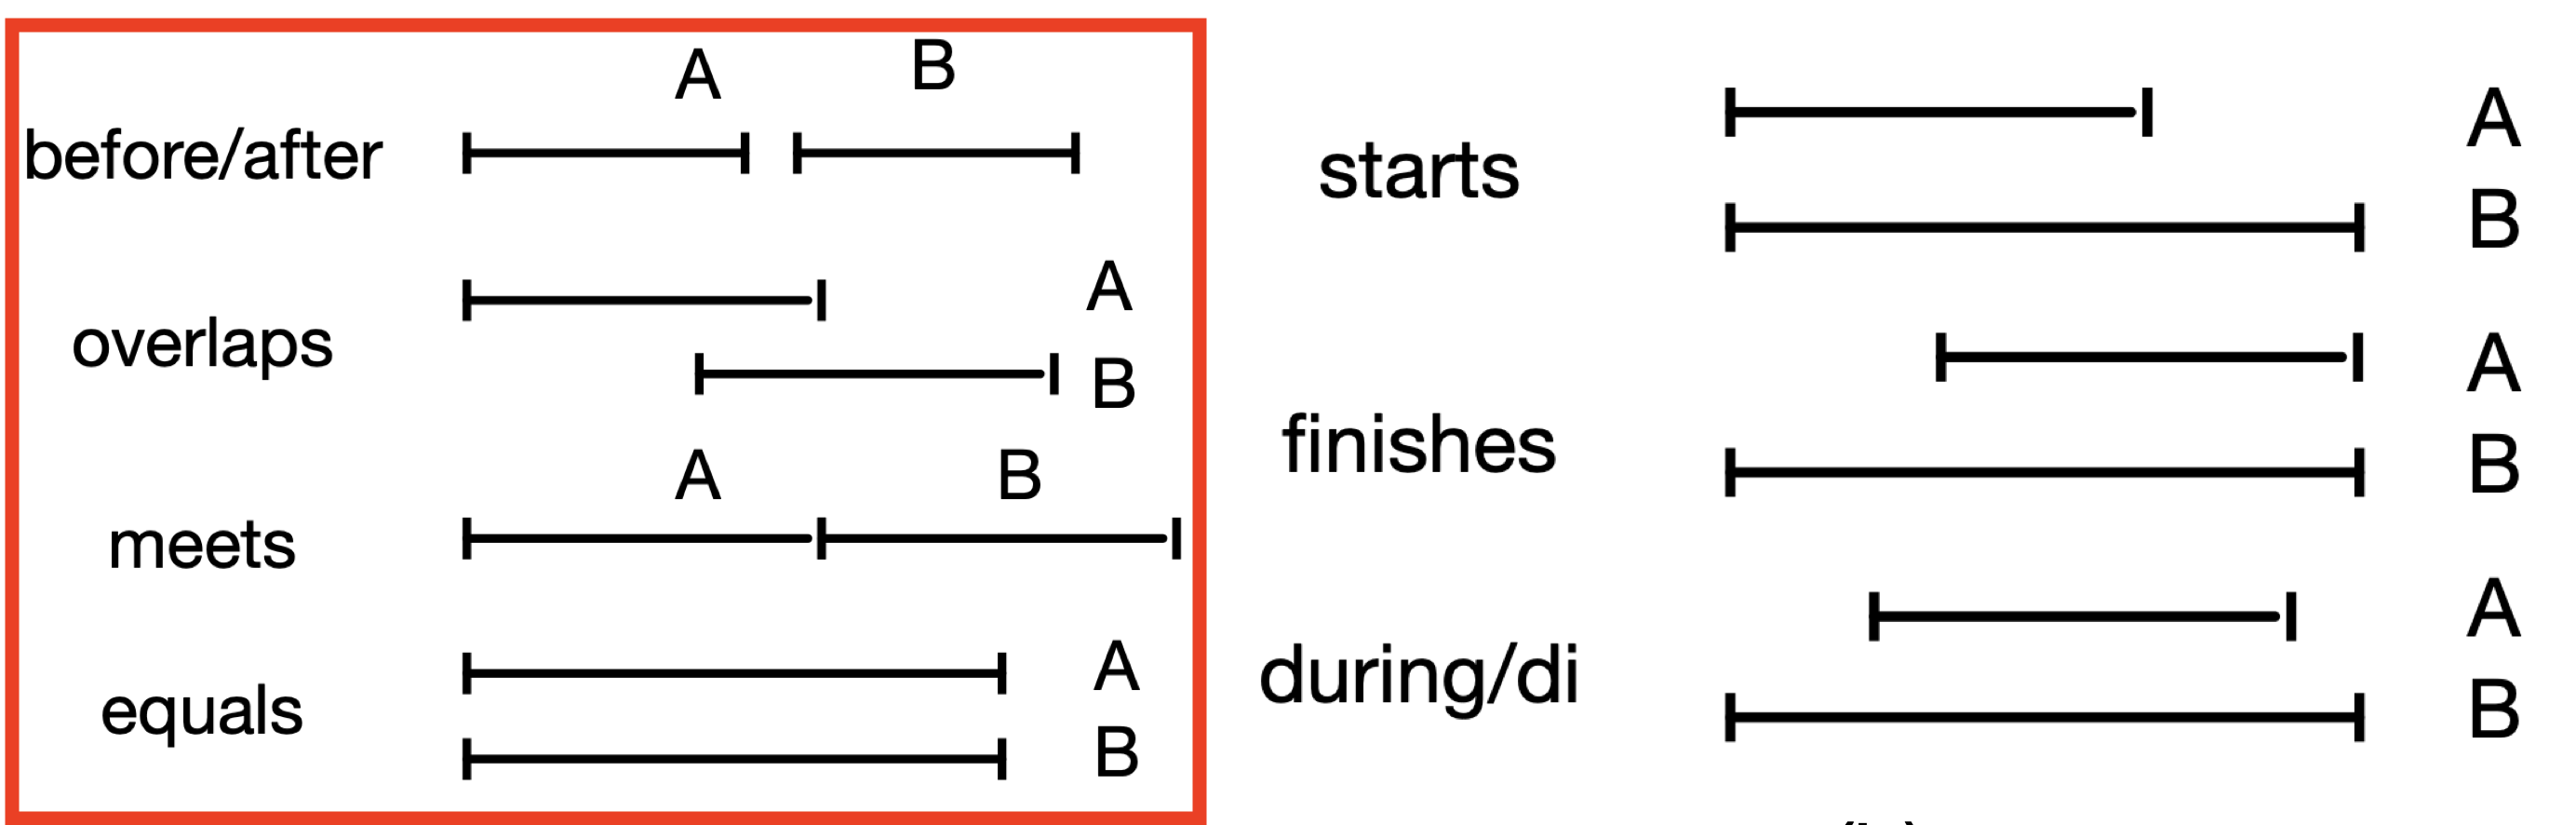 A B
before/after
A
overlaps
B
A B
meets
A
equals
B
A
starts
B
A
finishes
B
A
during/di
B